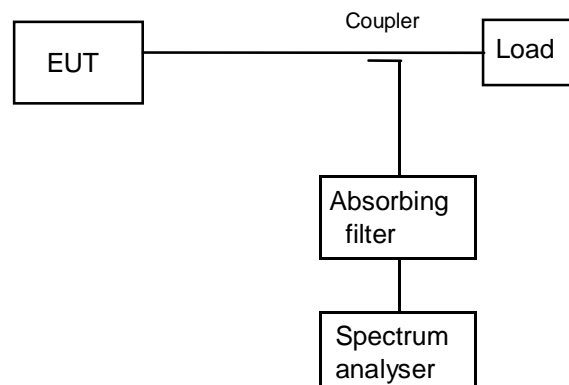 Coupler
EUT
Load
Absorbing
filter
Spectrum
analyser